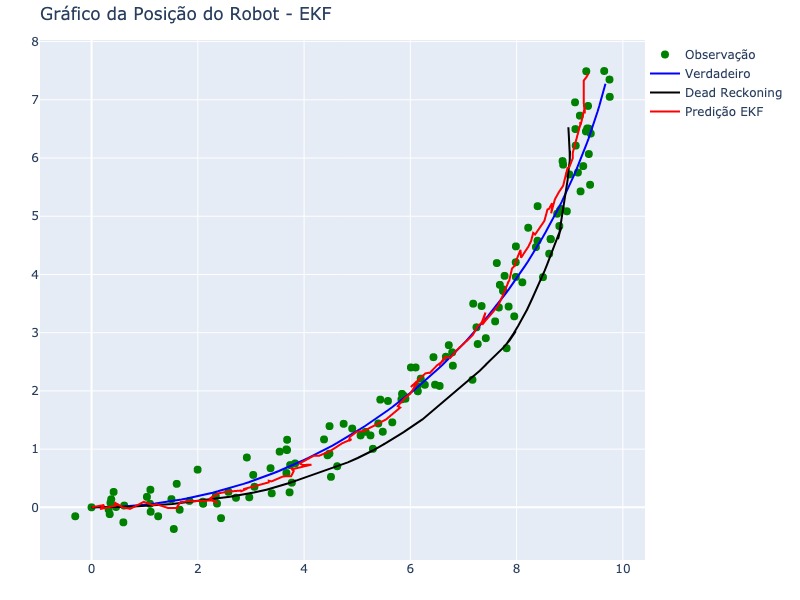 Gráfico da Posição do Robot - EKF
Observação
Verdadeiro
Dead Reckoning
Predição EKF
8
7
6
5
4
3
2
1
0
0 2 4 6 8 10